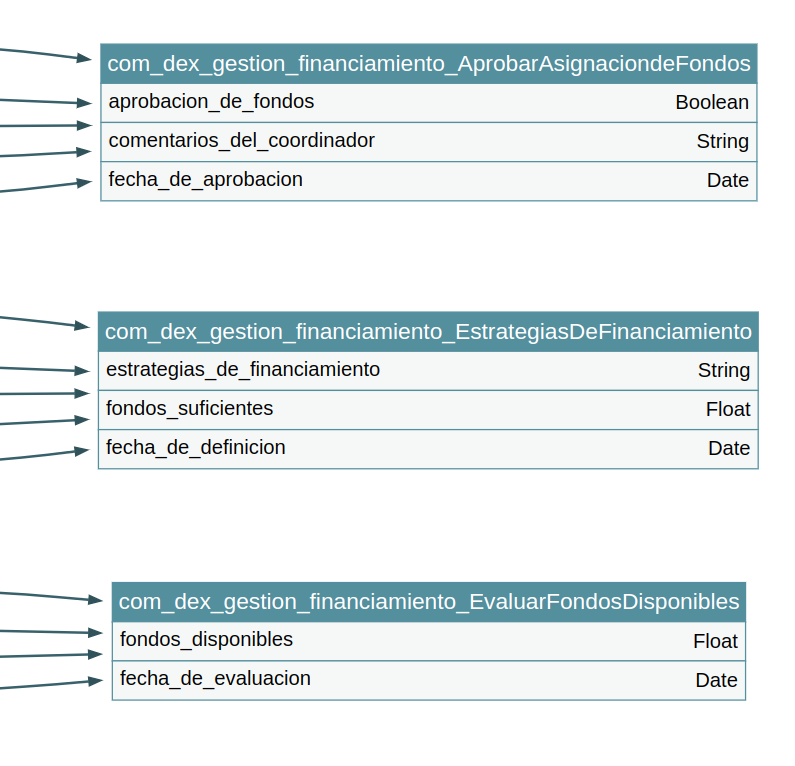 com_dex_gestion_financiamiento_AprobarAsignaciondeFondos
aprobacion_de_fondos Boolean
comentarios_del_coordinador String
fecha_de_aprobacion Date
com_dex_gestion_financiamiento_EstrategiasDeFinanciamiento
estrategias_de_financiamiento String
fondos_suficientes Float
fecha_de_definicion Date
com_dex_gestion_financiamiento_EvaluarFondosDisponibles
fondos_disponibles Float
fecha_de_evaluacion Date